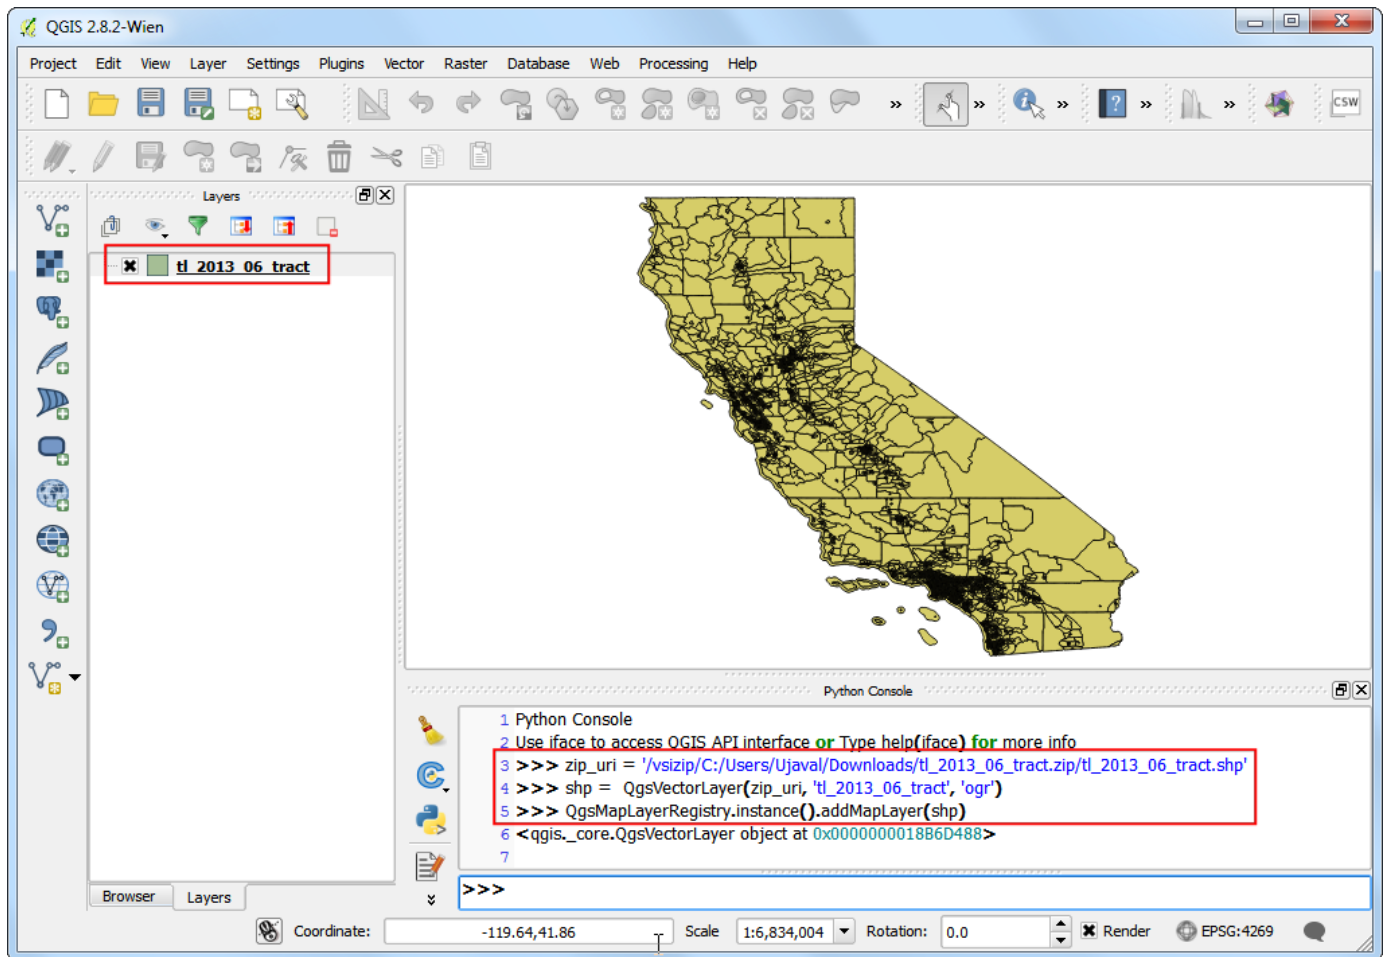 QGIS 2.8.2-Wien
Project Edit View Layer Settings Plugins Vector Raster Database Web Processing Help
» » » » » CSW
Layers
tl_2013_06_tract
Python Console
1 Python Console
2 Use iface to access QGIS API interface or Type help(iface) for more info
3 >>> zip_uri = '/vsizip/C:/Users/Ujaval/Downloads/tl_2013_06_tract.zip/tl_2013_06_tract.shp'
4 >>> shp =  QgsVectorLayer(zip_uri, 'tl_2013_06_tract', 'ogr')
5 >>> QgsMapLayerRegistry.instance().addMapLayer(shp)
6 <qgis._core.QgsVectorLayer object at 0x0000000018B6D488>
7
>>>
Browser Layers
Coordinate: -119.64,41.86 Scale 1:6,834,004 Rotation: 0.0 Render EPSG:4269